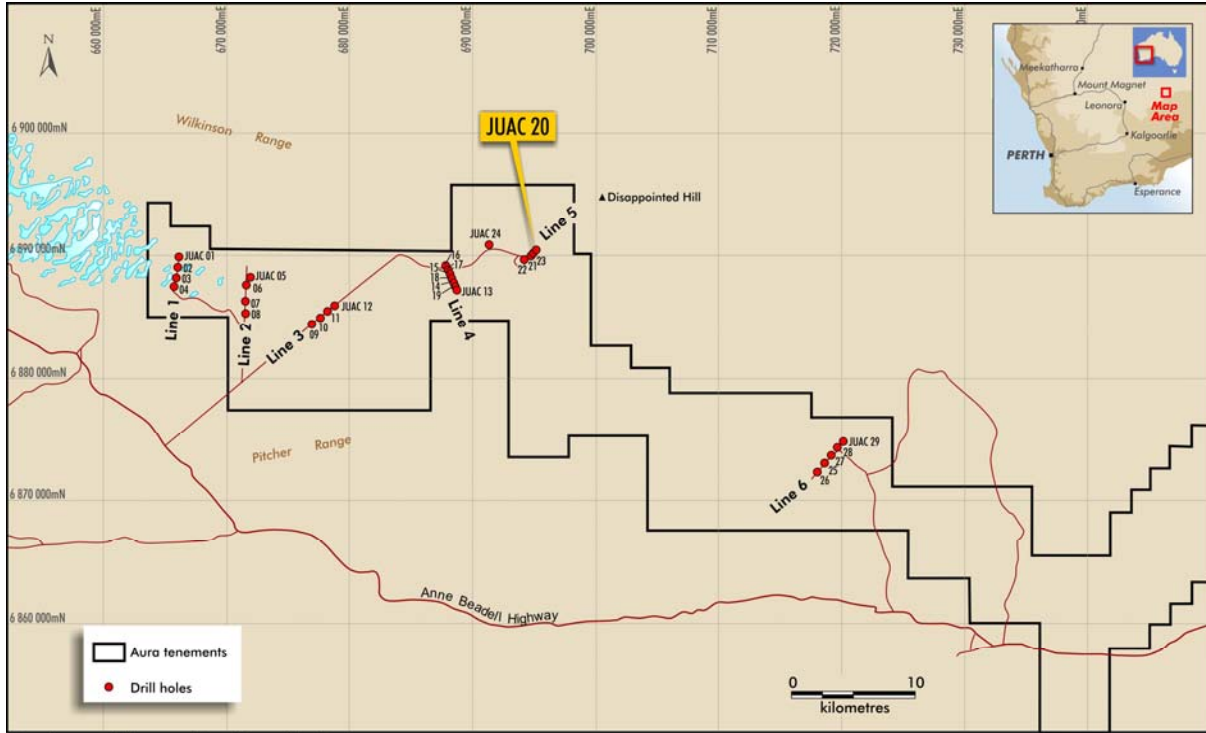 660 000mE
670 000mE
680 000mE
690 000mE
700 000mE
710 000mE
720 000mE
730 000mE
N
6 900 000mN
6 890 000mN
6 880 000mN
6 870 000mN
6 860 000mN
Wilkinson Range
JUAC 20
Disappointed Hill
Line 5
JUAC 24
22
21
23
JUAC 01
02
03
04
Line 1
JUAC 05
06
07
08
Line 2
JUAC 12
11
10
09
Line 3
16
17
15
18
14
19
JUAC 13
Line 4
Pitcher Range
JUAC 29
28
27
25
26
Line 6
Anne Beadell Highway
Aura tenements
Drill holes
0 10
kilometres
Meekatharra
Mount Magnet
Leonora
Map
Area
Kalgoorlie
PERTH
Esperance